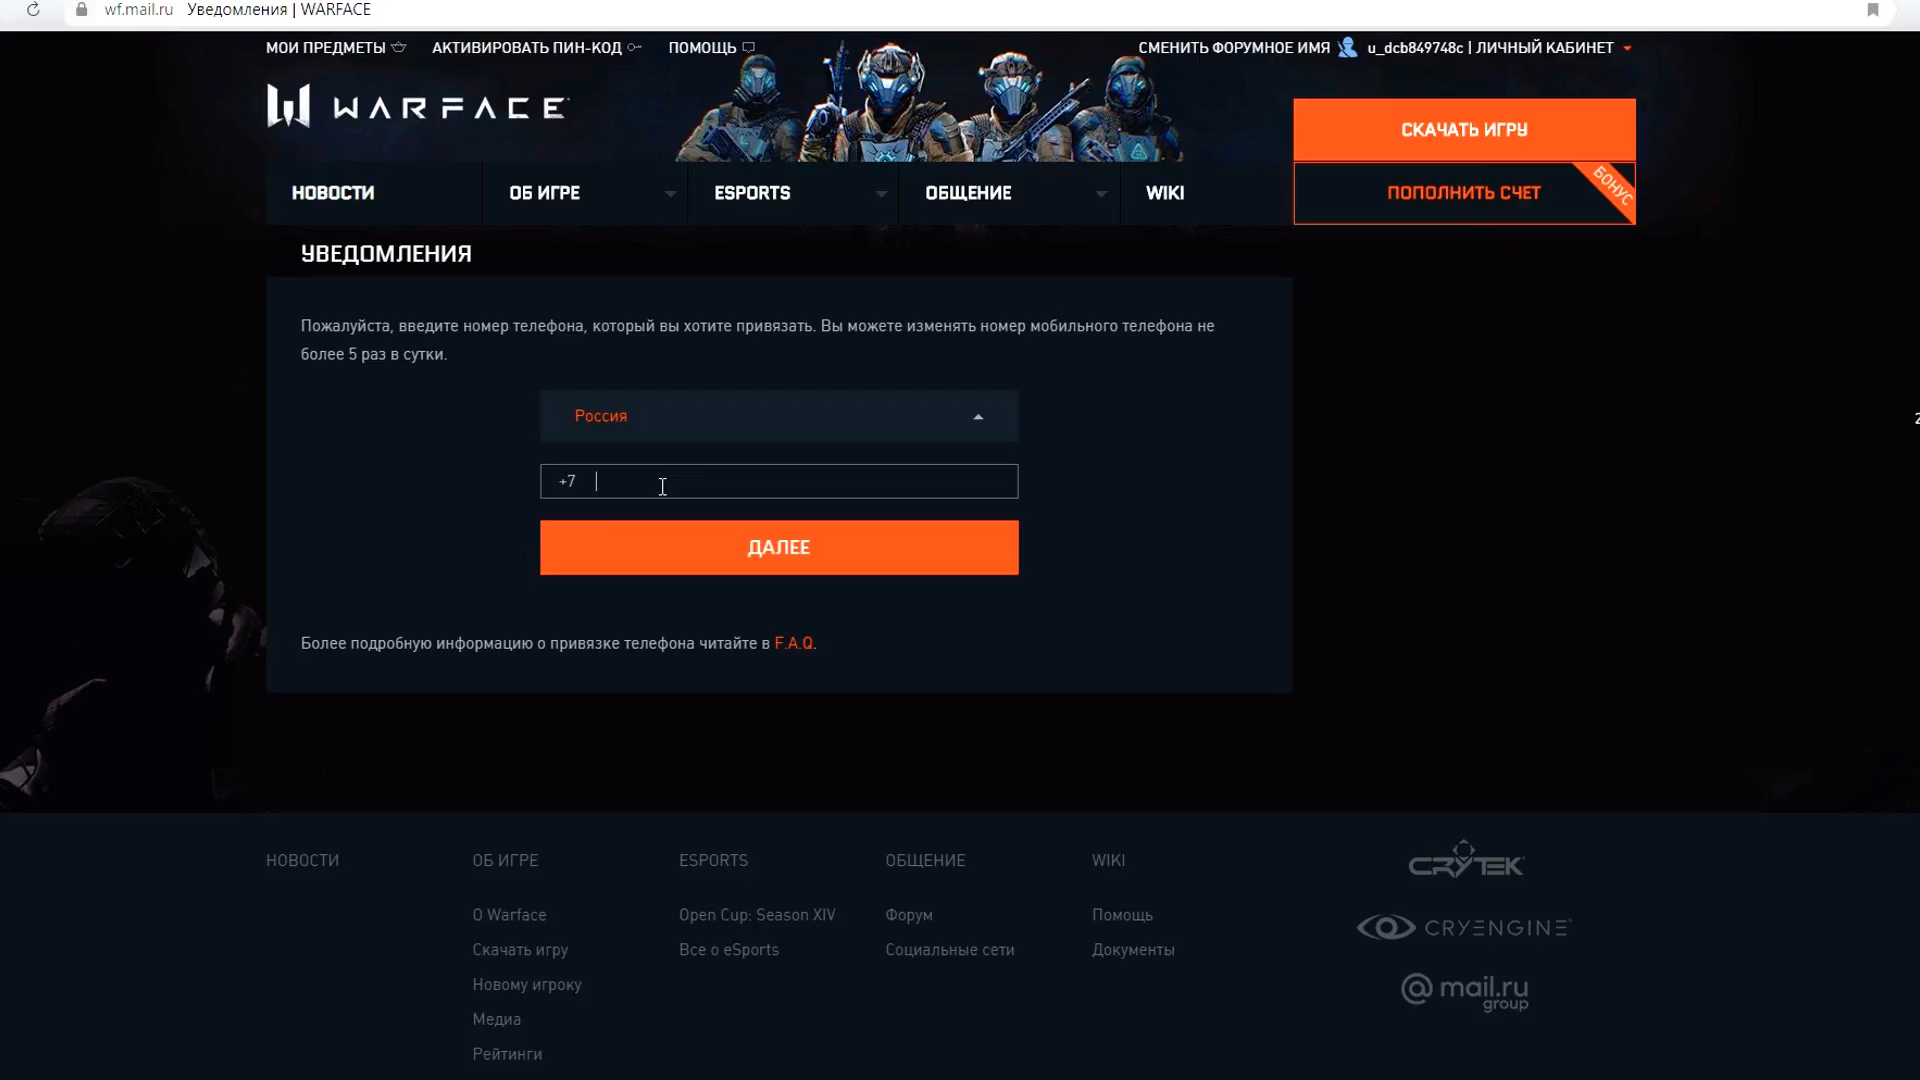 wf.mail.ru Уведомления | WARFACE
МОИ ПРЕДМЕТЫ АКТИВИРОВАТЬ ПИН-КОД ПОМОЩЬ СМЕНИТЬ ФОРУМНОЕ ИМЯ u_dcb849748c | ЛИЧНЫЙ КАБИНЕТ
WARFACE
СКАЧАТЬ ИГРУ
НОВОСТИ ОБ ИГРЕ ESPORTS ОБЩЕНИЕ WIKI ПОПОЛНИТЬ СЧЕТ БОНУС
УВЕДОМЛЕНИЯ
Пожалуйста, введите номер телефона, который вы хотите привязать. Вы можете изменять номер мобильного телефона не
более 5 раз в сутки.
Россия
+7
ДАЛЕЕ
Более подробную информацию о привязке телефона читайте в F.A.Q.
НОВОСТИ ОБ ИГРЕ ESPORTS ОБЩЕНИЕ WIKI
CRYTEK
О Warface Open Cup: Season XIV Форум Помощь
CRYENGINE
Скачать игру Все о eSports Социальные сети Документы
Новому игроку
@mail.ru
group
Медиа
Рейтинги